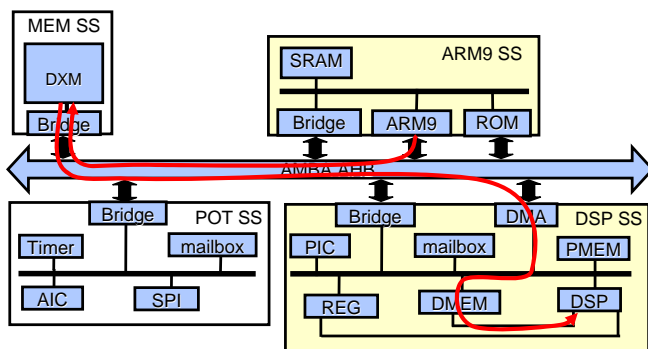 MEM SS
DXM
Bridge
ARM9 SS
SRAM
Bridge
ARM9
ROM
AMBA AHB
Bridge
POT SS
Timer
mailbox
AIC
SPI
Bridge
DMA
DSP SS
PIC
mailbox
PMEM
REG
DMEM
DSP